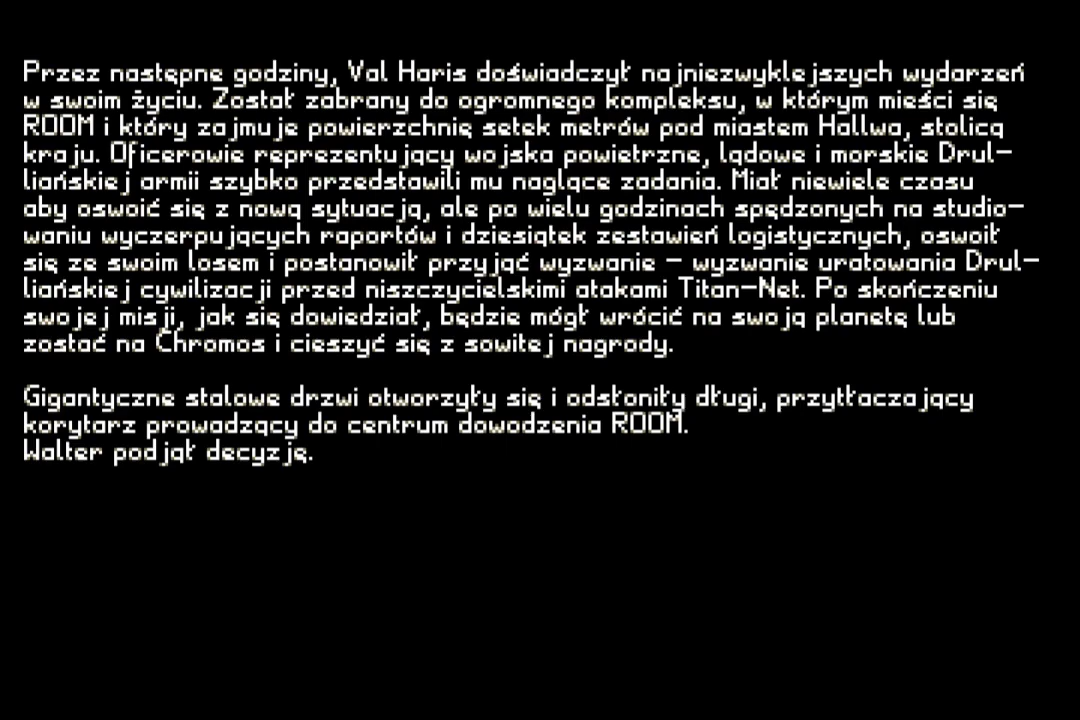 Przez następne godziny, Val Haris doświadczył najniezwyklejszych wydarzeń
w swoim życiu. Został zabrany do ogromnego kompleksu, w którym mieści się
ROOM i który zajmuje powierzchnię setek metrów pod miastem Hallwa, stolicą
kraju. Oficerowie reprezentujący wojska powietrzne, lądowe i morskie Drul-
liańskiej armii szybko przedstawili mu naglące zadania. Miał niewiele czasu
aby oswoić się z nową sytuacją, ale po wielu godzinach spędzonych na studio-
waniu wyczerpujących raportów i dziesiątek zestawień logistycznych, oswoił
się ze swoim losem i postanowił przyjąć wyzwanie - wyzwanie uratowania Drul-
liańskiej cywilizacji przed niszczycielskimi atakami Titan-Net. Po skończeniu
swojej misji, jak się dowiedział, będzie mógł wrócić na swoją planetę lub
zostać na Chromos i cieszyć się z sowitej nagrody.
Gigantyczne stalowe drzwi otworzyły się i odsłoniły długi, przytłaczający
korytarz prowadzący do centrum dowodzenia ROOM.
Walter podjął decyzję.